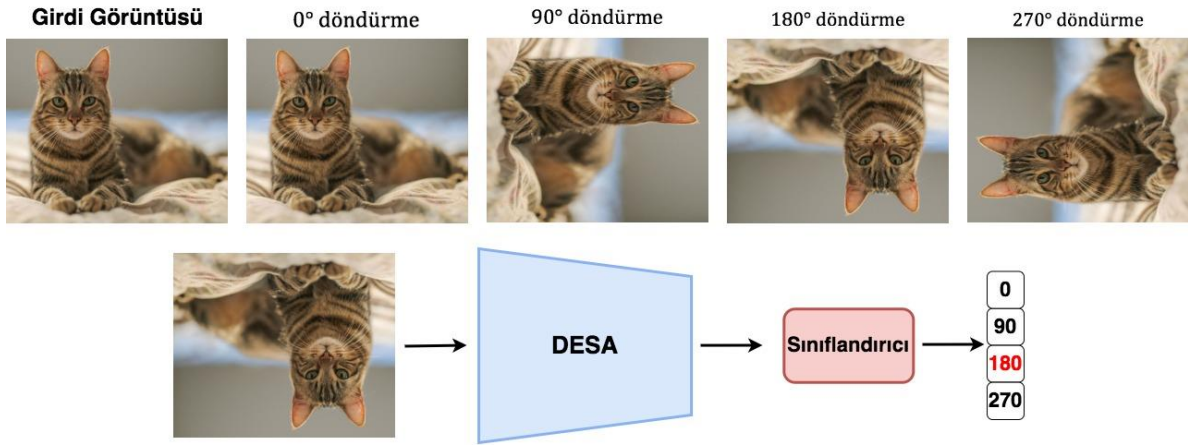 Girdi Görüntüsü
0° döndürme
90° döndürme
180° döndürme
270° döndürme
DESA
Sınıflandırıcı
0
90
180
270